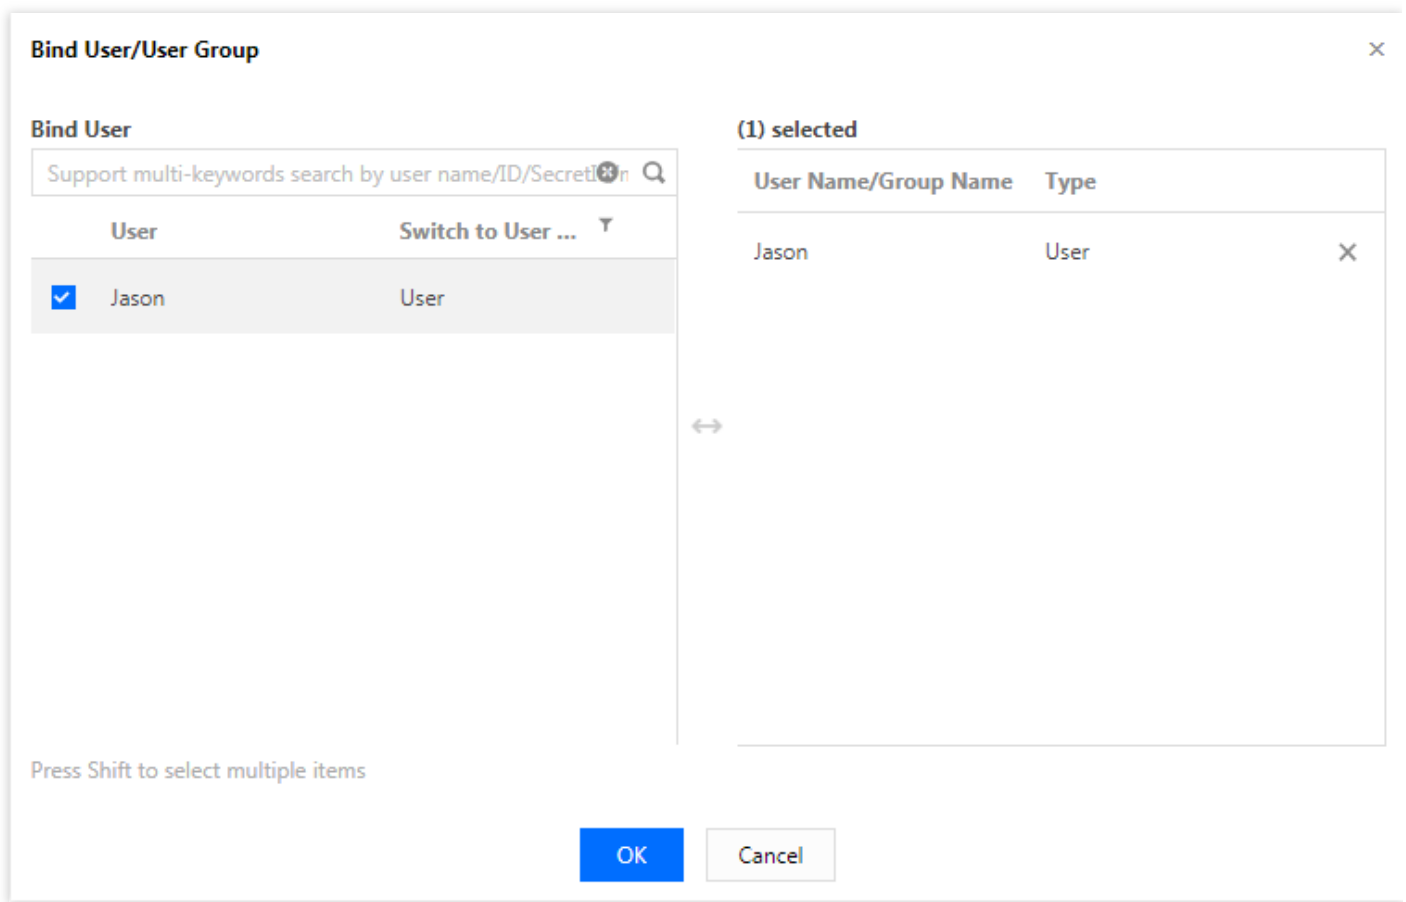 Bind User/User Group
Bind User
Support multi-keywords search by user name/ID/
User Switch to User ...
Jason User
Press Shift to select multiple items
(1) selected
User Name/Group Name Type
Jason User
OK Cancel